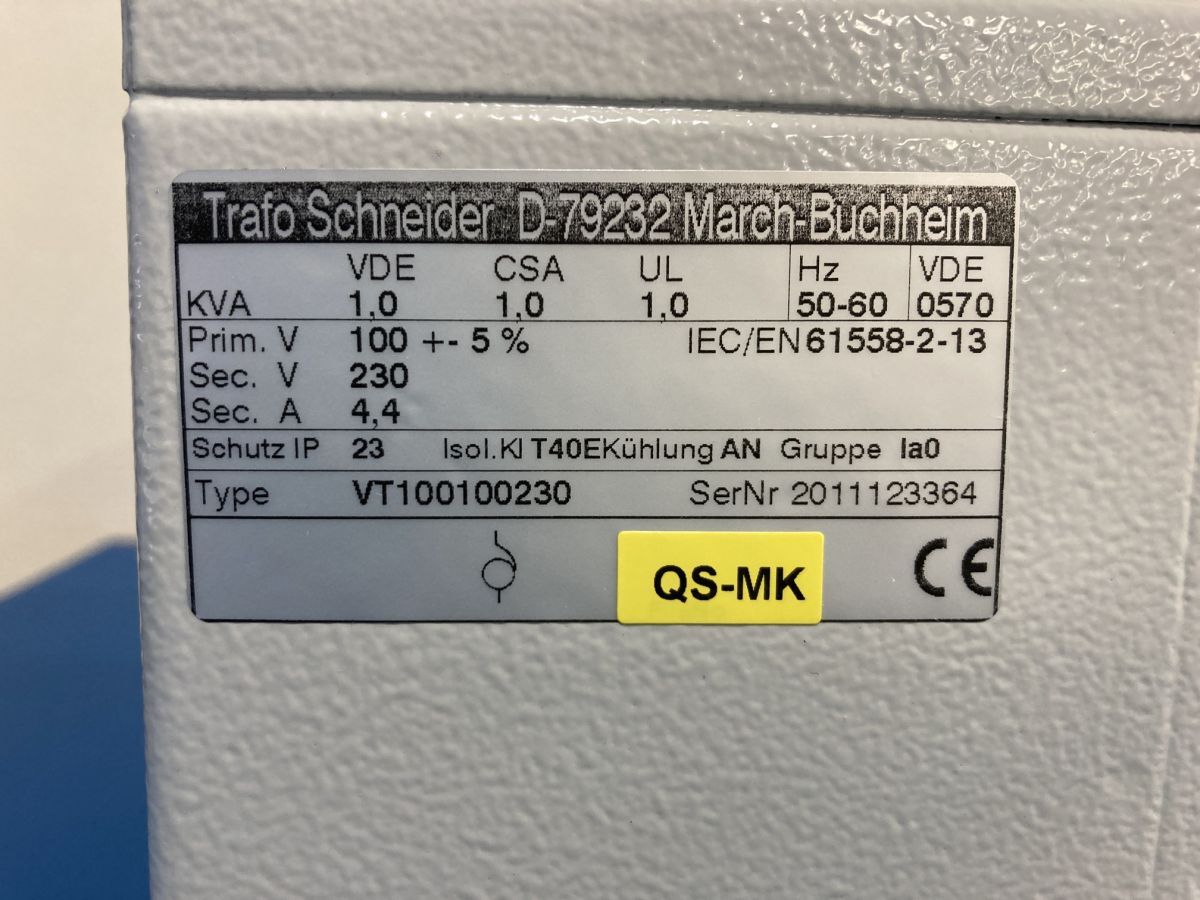 Trafo Schneider D-79232 March-Buchheim
VDE CSA UL Hz VDE
KVA 1,0 1,0 1,0 50-60 0570
Prim. V 100 +- 5 % IEC/EN 61558-2-13
Sec. V 230
Sec. A 4,4
Schutz IP 23 Isol.Kl T40E Kühlung AN Gruppe Ia0
Type VT100100230 SerNr 2011123364
QS-MK CE